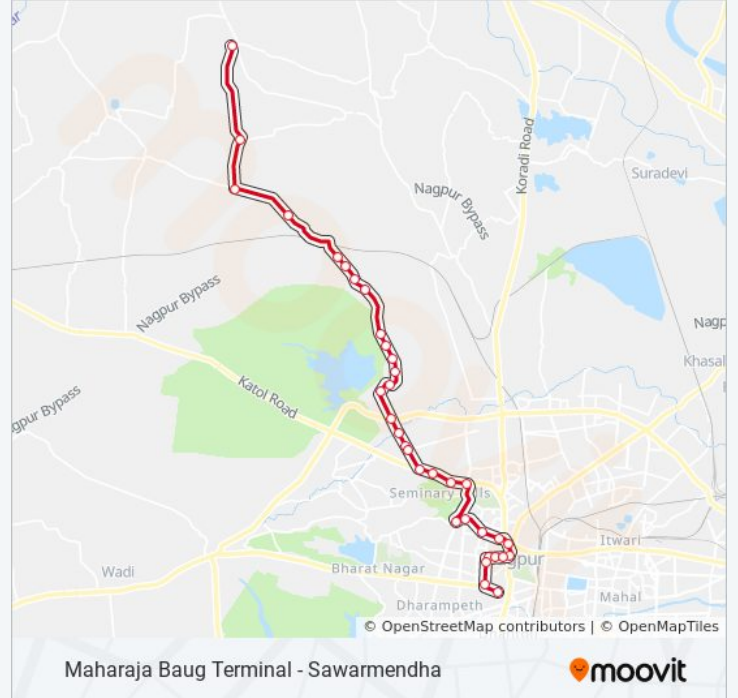 Koradi Road
Suradevi
Nagpur Bypass
Nagpur Bypass
Nagp
Khasal
Katol Road
gpur Bypass
Seminary Hills
Itwari
gpur
Wadi
Bharat Nagar
Mahal
Dharampeth
© OpenStreetMap contributors | © OpenMapTiles
Maharaja Baug Terminal - Sawarmendha
moovit